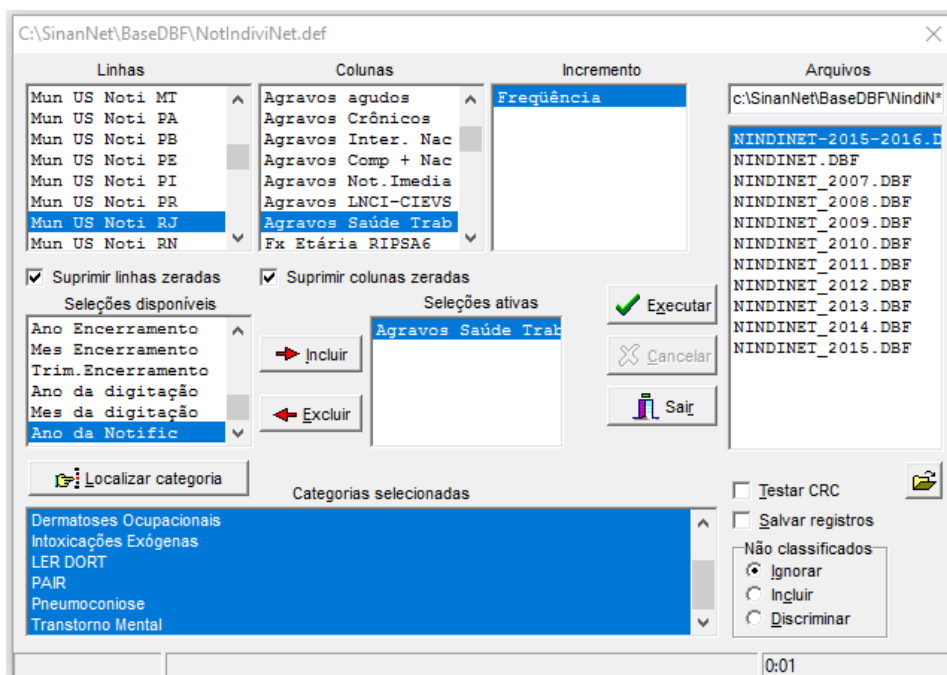 C:\SinanNet\BaseDBF\NotIndiviNet.def
Linhas
Mun US Noti MT
Mun US Noti PA
Mun US Noti PB
Mun US Noti PE
Mun US Noti PI
Mun US Noti PR
Mun US Noti RJ
Mun US Noti RN
Colunas
Agravos agudos
Agravos Crônicos
Agravos Inter. Nac
Agravos Comp + Nac
Agravos Not.Imedia
Agravos LNCI-CIEVS
Agravos Saúde Trab
Fx Etária RIPSA6
Incremento
Freqüência
Arquivos
c:\SinanNet\BaseDBF\NindiN*
NINDINET-2015-2016.D
NINDINET.DBF
NINDINET_2007.DBF
NINDINET_2008.DBF
NINDINET_2009.DBF
NINDINET_2010.DBF
NINDINET_2011.DBF
NINDINET_2012.DBF
NINDINET_2013.DBF
NINDINET_2014.DBF
NINDINET_2015.DBF
Suprimir linhas zeradas
Suprimir colunas zeradas
Seleções disponíveis
Ano Encerramento
Mes Encerramento
Trim.Encerramento
Ano da digitação
Mes da digitação
Ano da Notific
Incluir
Excluir
Seleções ativas
Agravos Saúde Trab
Executar
Cancelar
Sair
Localizar categoria
Categorias selecionadas
Dermatoses Ocupacionais
Intoxicações Exógenas
LER DORT
PAIR
Pneumoconiose
Transtorno Mental
Testar CRC
Salvar registros
Não classificados
Ignorar
Incluir
Discriminar
0:01